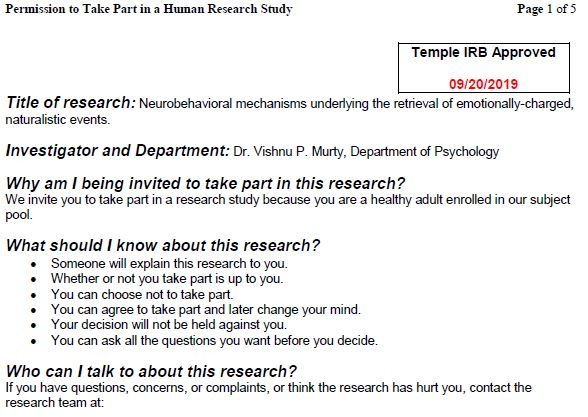 Permission to Take Part in a Human Research Study Page 1 of 5
Temple IRB Approved
09/20/2019
Title of research: Neurobehavioral mechanisms underlying the retrieval of emotionally-charged,
naturalistic events.
Investigator and Department: Dr. Vishnu P. Murty, Department of Psychology
Why am I being invited to take part in this research?
We invite you to take part in a research study because you are a healthy adult enrolled in our subject
pool.
What should I know about this research?
• Someone will explain this research to you.
• Whether or not you take part is up to you.
• You can choose not to take part.
• You can agree to take part and later change your mind.
• Your decision will not be held against you.
• You can ask all the questions you want before you decide.
Who can I talk to about this research?
If you have questions, concerns, or complaints, or think the research has hurt you, contact the
research team at: